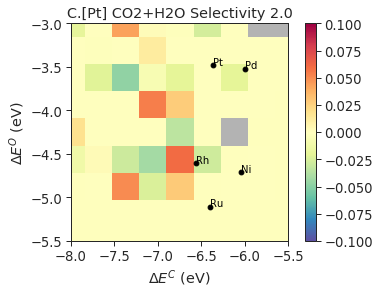 C.[Pt] CO2+H2O Selectivity 2.0
−3.0
−3.5
−4.0
−4.5
−5.0
−5.5
ΔE^O (eV)
Pt
Pd
Rh
Ni
Ru
−8.0 −7.5 −7.0 −6.5 −6.0 −5.5
ΔE^C (eV)
0.100
0.075
0.050
0.025
0.000
−0.025
−0.050
−0.075
−0.100